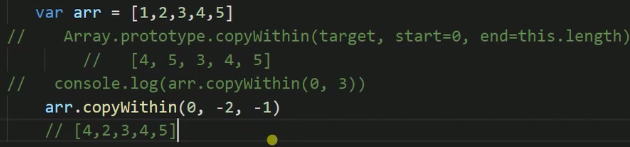 var arr = [1,2,3,4,5]
// Array.prototype.copyWithin(target, start=0, end=this.length)
// [4, 5, 3, 4, 5]
// console.log(arr.copyWithin(0, 3))
arr.copyWithin(0, -2, -1)
// [4,2,3,4,5]